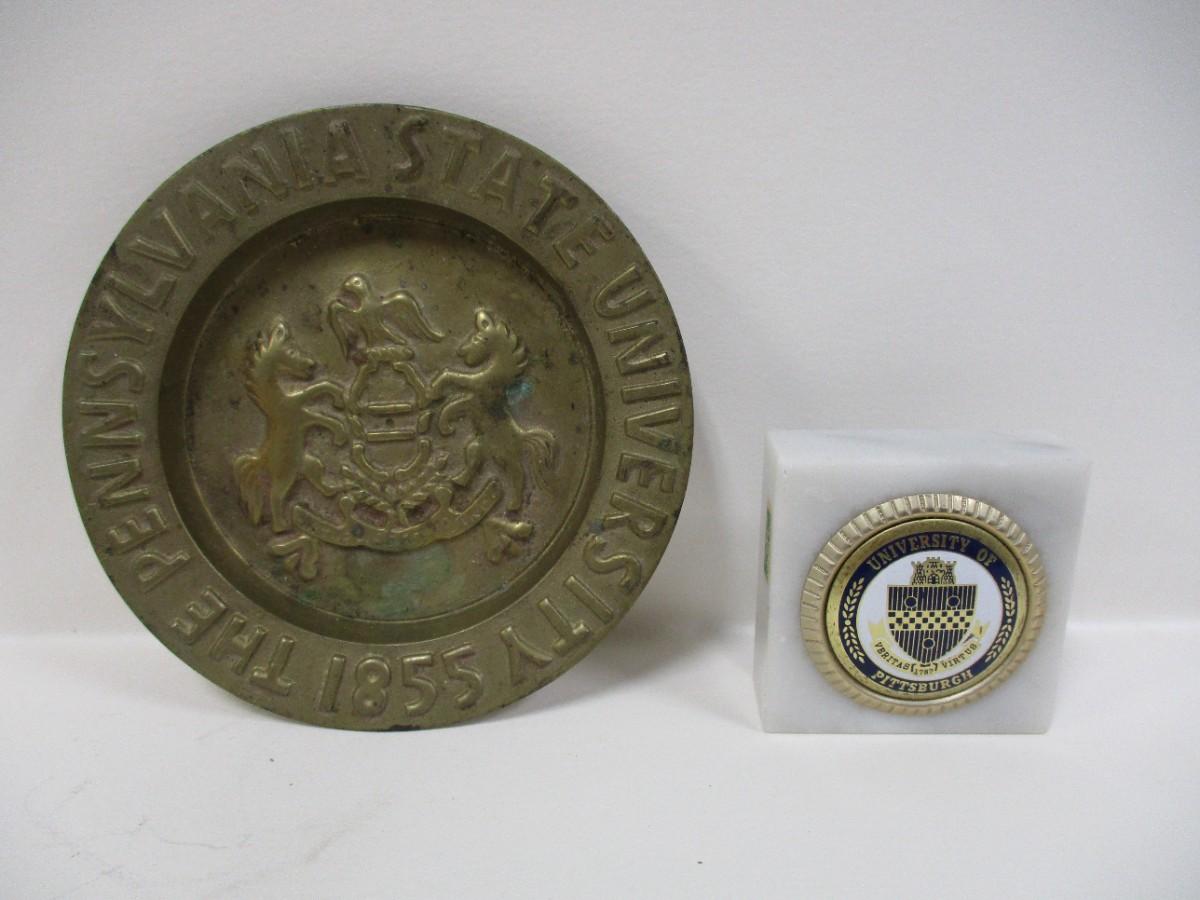 THE PENNSYLVANIA STATE UNIVERSITY
1855
UNIVERSITY OF
VERITAS 1787 VIRTUS
PITTSBURGH